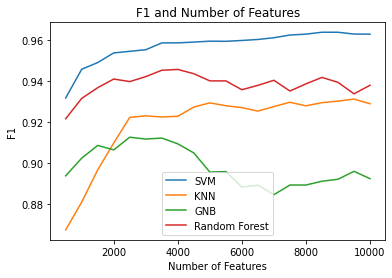 F1 and Number of Features
F1
0.96
0.94
0.92
0.90
0.88
SVM
KNN
GNB
Random Forest
2000 4000 6000 8000 10000
Number of Features